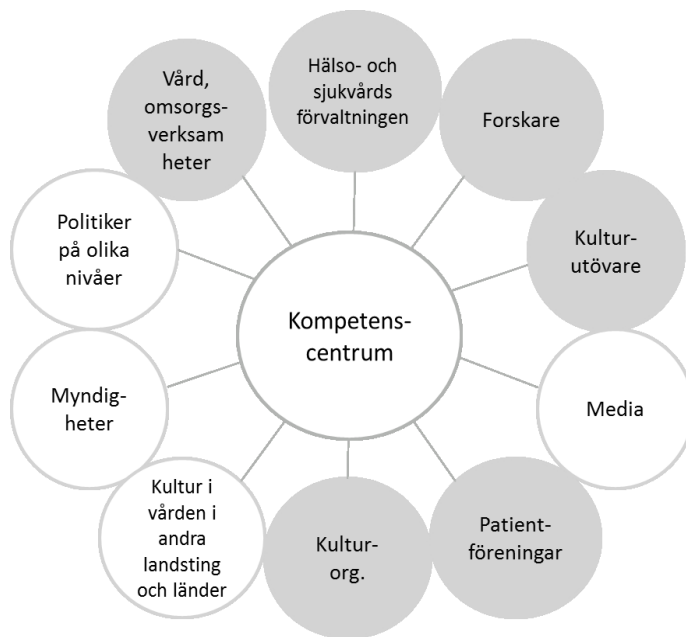 Hälso- och
sjukvårds
förvaltningen
Forskare
Kultur-
utövare
Media
Patient-
föreningar
Kultur-
org.
Kultur i
vården i
andra
landsting
och länder
Myndig-
heter
Politiker
på olika
nivåer
Vård,
omsorgs-
verksam
heter
Kompetens-
centrum